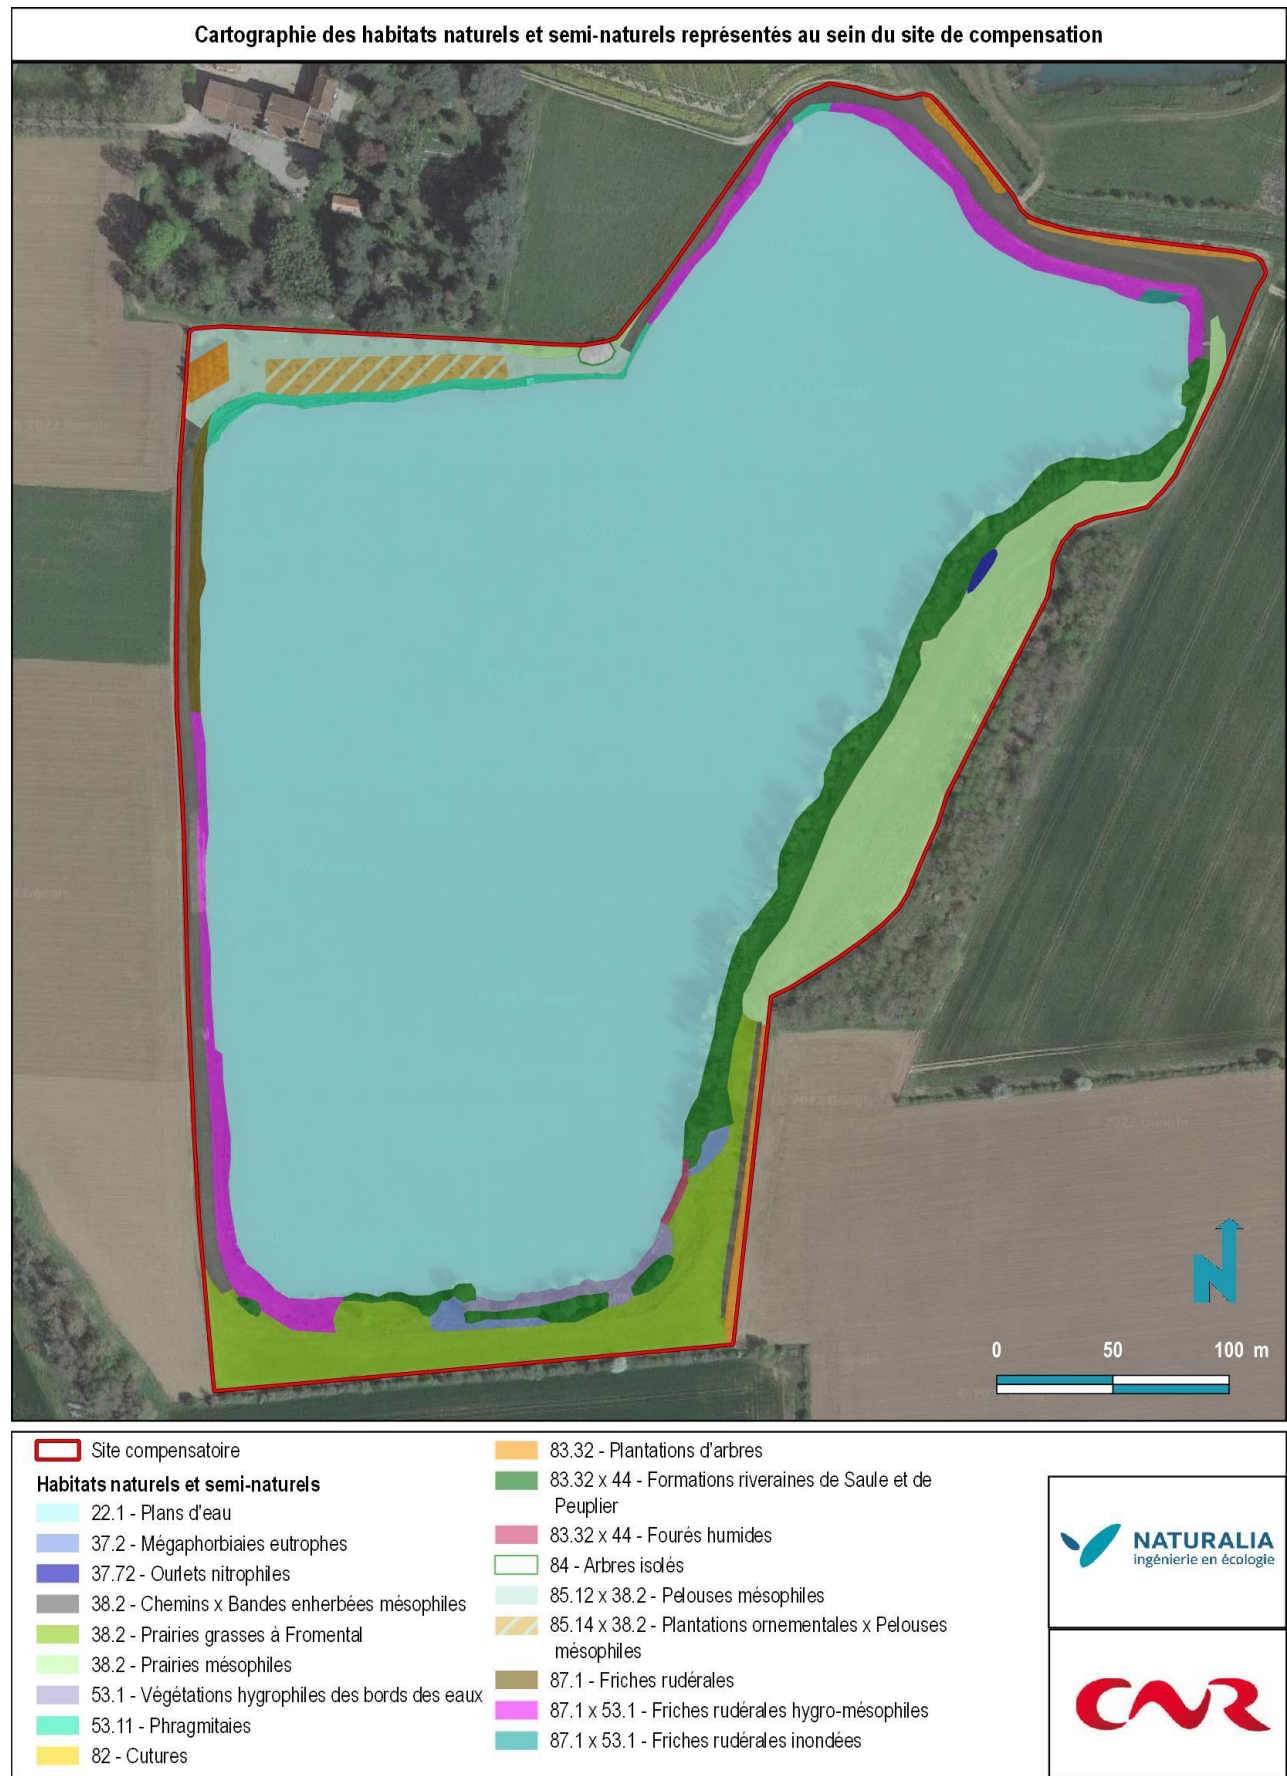 Cartographie des habitats naturels et semi-naturels représentés au sein du site de compensation
N
0 50 100 m
Site compensatoire
Habitats naturels et semi-naturels
22.1 - Plans d'eau
37.2 - Mégaphorbiaies eutrophes
37.72 - Ourlets nitrophiles
38.2 - Chemins x Bandes enherbées mésophiles
38.2 - Prairies grasses à Fromental
38.2 - Prairies mésophiles
53.1 - Végétations hygrophiles des bords des eaux
53.11 - Phragmitaies
82 - Cutures
83.32 - Plantations d'arbres
83.32 x 44 - Formations riveraines de Saule et de
Peuplier
83.32 x 44 - Fourés humides
84 - Arbres isolés
85.12 x 38.2 - Pelouses mésophiles
85.14 x 38.2 - Plantations ornementales x Pelouses
mésophiles
87.1 - Friches rudérales
87.1 x 53.1 - Friches rudérales hygro-mésophiles
87.1 x 53.1 - Friches rudérales inondées
NATURALIA
ingénierie en écologie
CNR